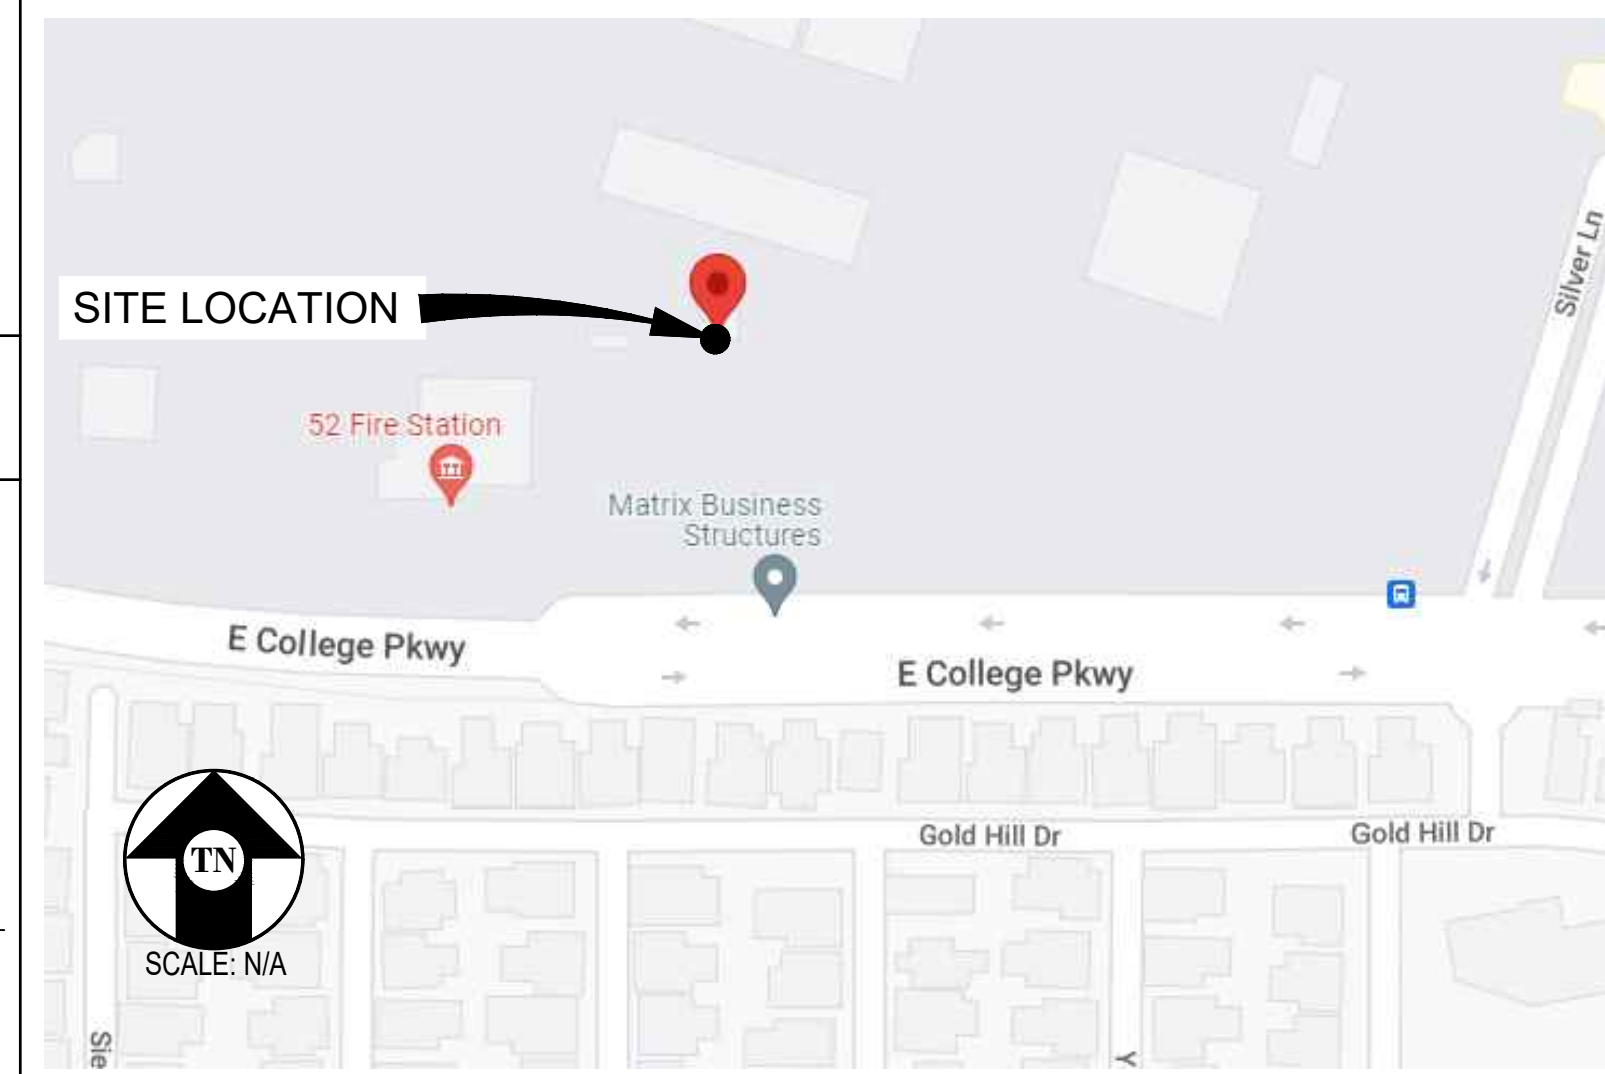 Silver Ln
SITE LOCATION
52 Fire Station
Matrix Business
Structures
E College Pkwy
E College Pkwy
Gold Hill Dr
Gold Hill Dr
TN
SCALE: N/A
Sie
Y